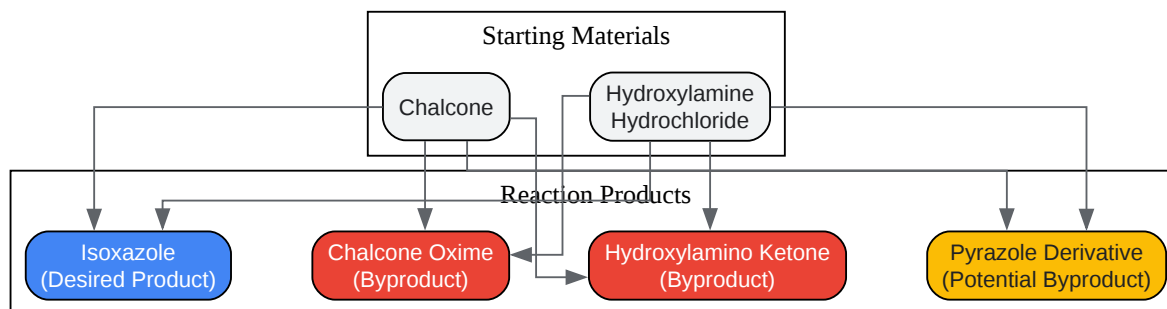 Starting Materials
Chalcone
Hydroxylamine
Hydrochloride
Reaction Products
Isoxazole
(Desired Product)
Chalcone Oxime
(Byproduct)
Hydroxylamino Ketone
(Byproduct)
Pyrazole Derivative
(Potential Byproduct)